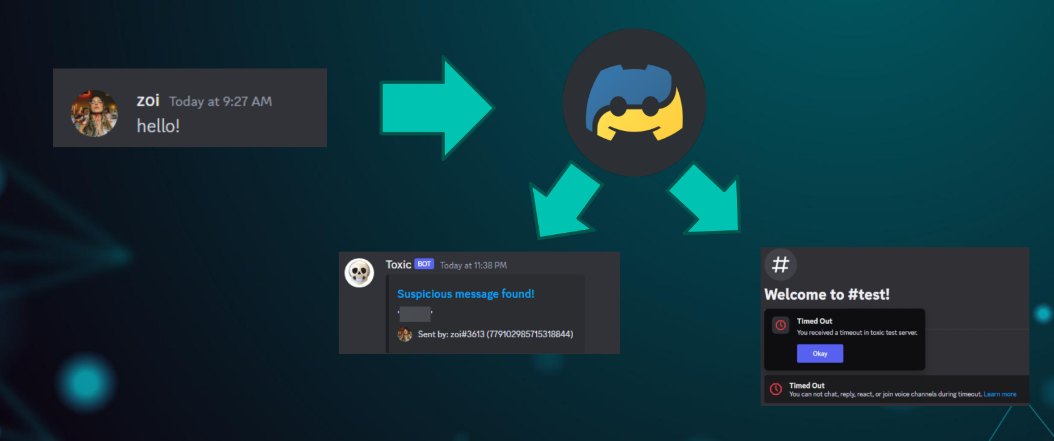 zoi Today at 9:27 AM
hello!
Toxic BOT Today at 11:38 PM
Suspicious message found!
' '
Sent by: zoi#3613 (779102985715318844)
#
Welcome to #test!
Timed Out
You received a timeout in toxic test server.
Okay
Timed Out
You can not chat, reply, react, or join voice channels during timeout. Learn more